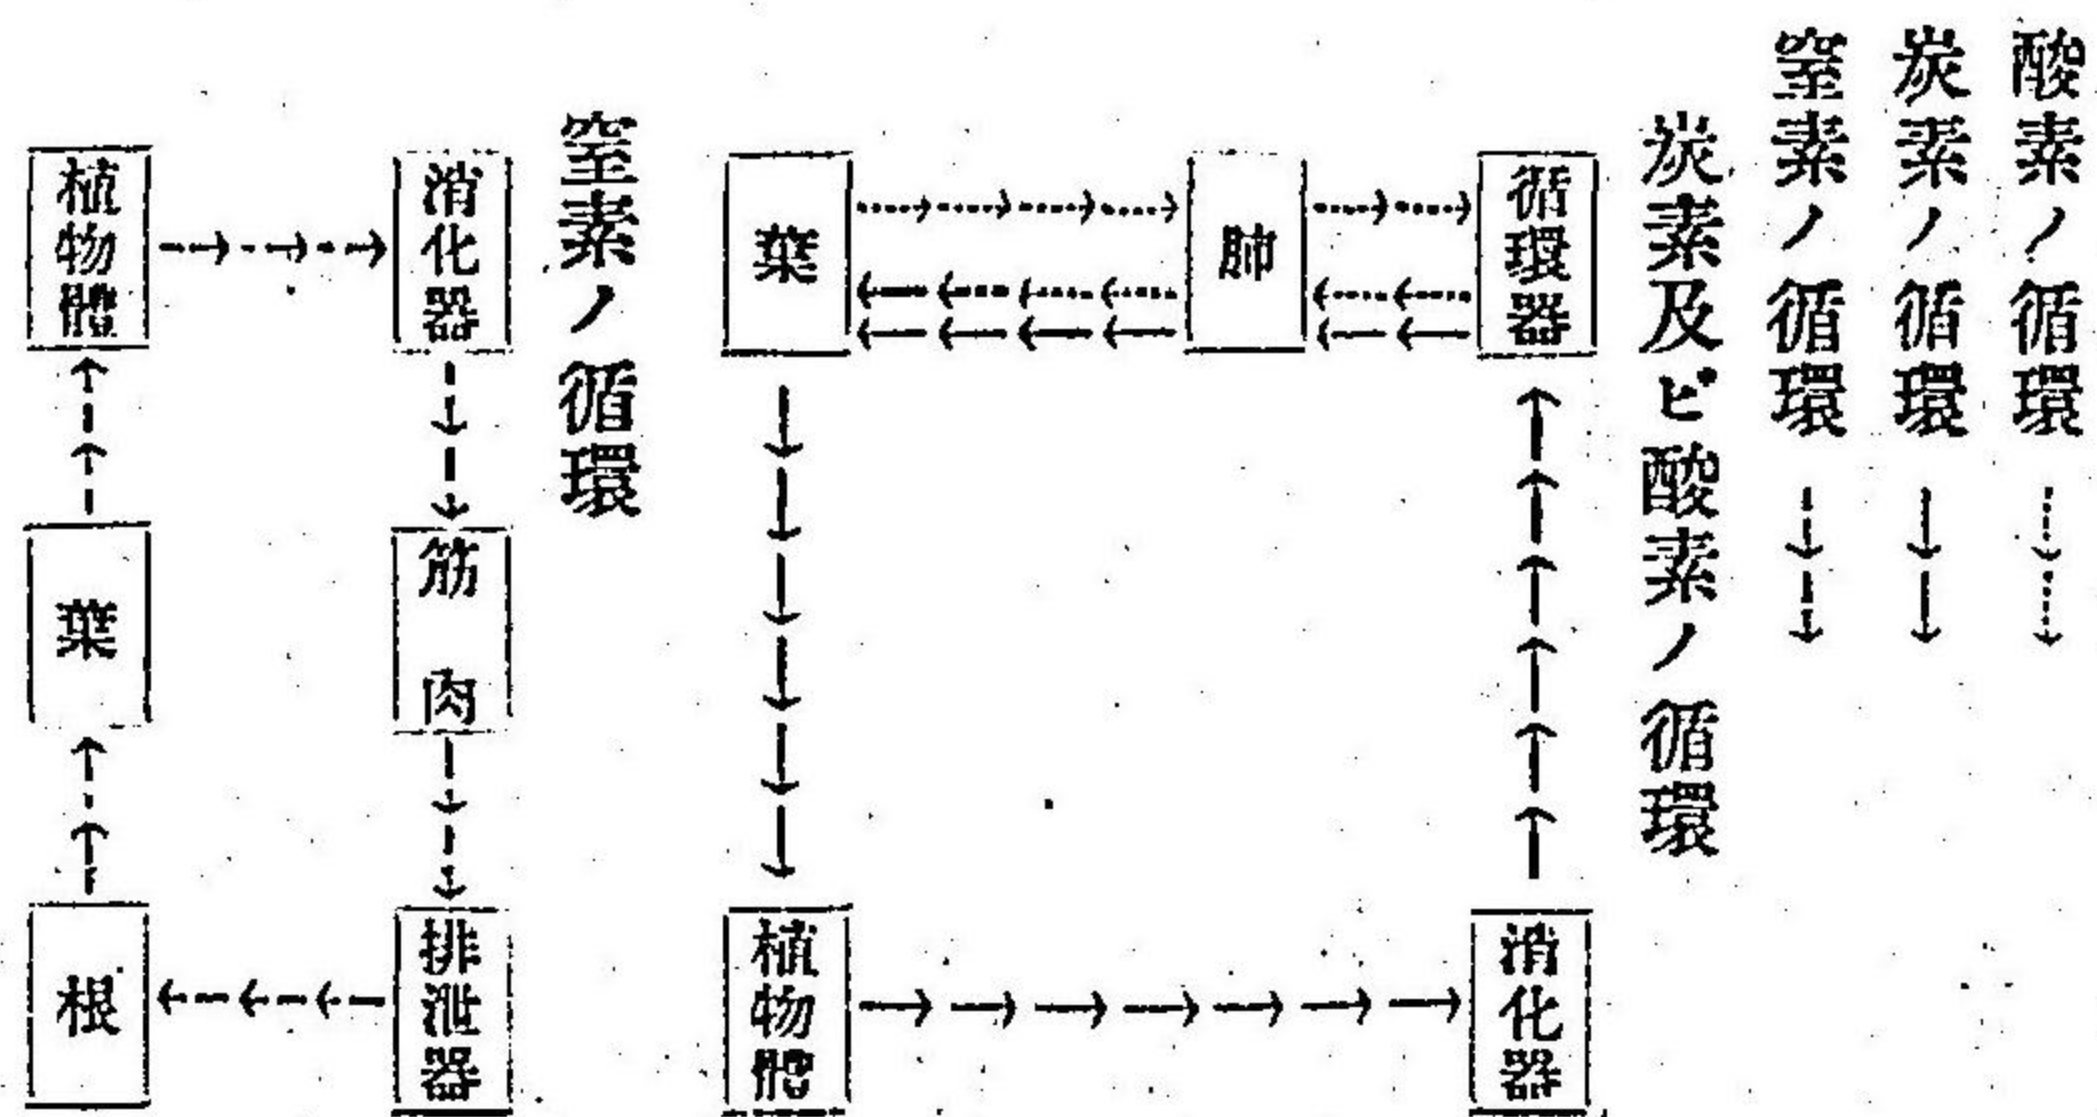 酸素ノ循環
炭素ノ循環
窒素ノ循環
炭素及ビ酸素ノ循環
循環器
肺
葉
消化器
植物體
窒素ノ循環
消化器
筋肉
排泄器
植物體
葉
根